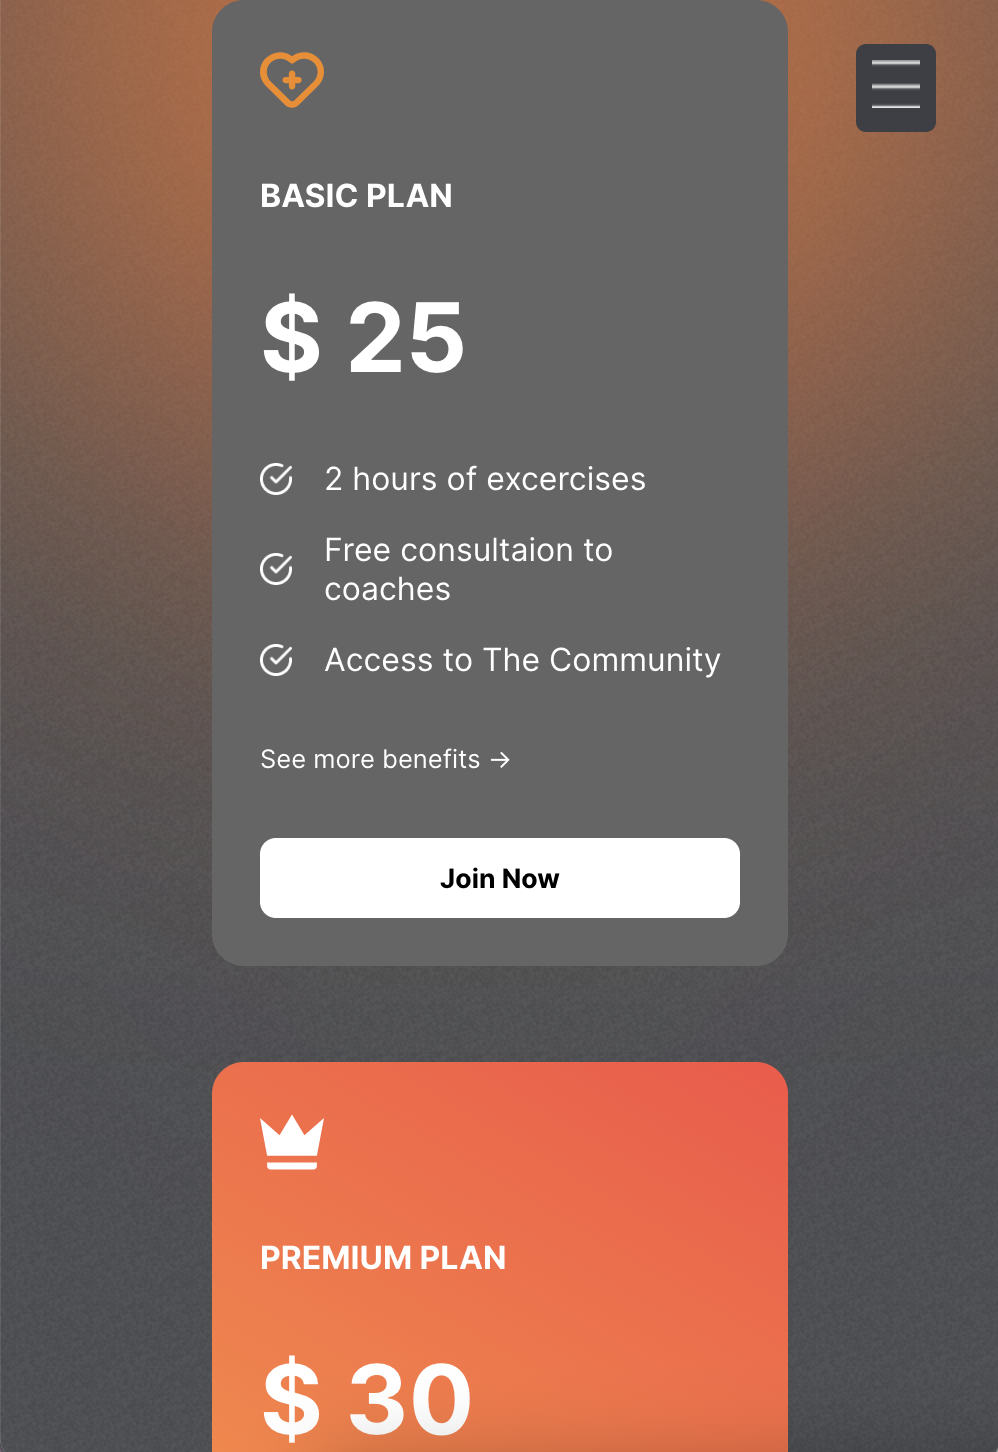 BASIC PLAN
$ 25
2 hours of excercises
Free consultaion to
coaches
Access to The Community
See more benefits →
Join Now
PREMIUM PLAN
$ 30